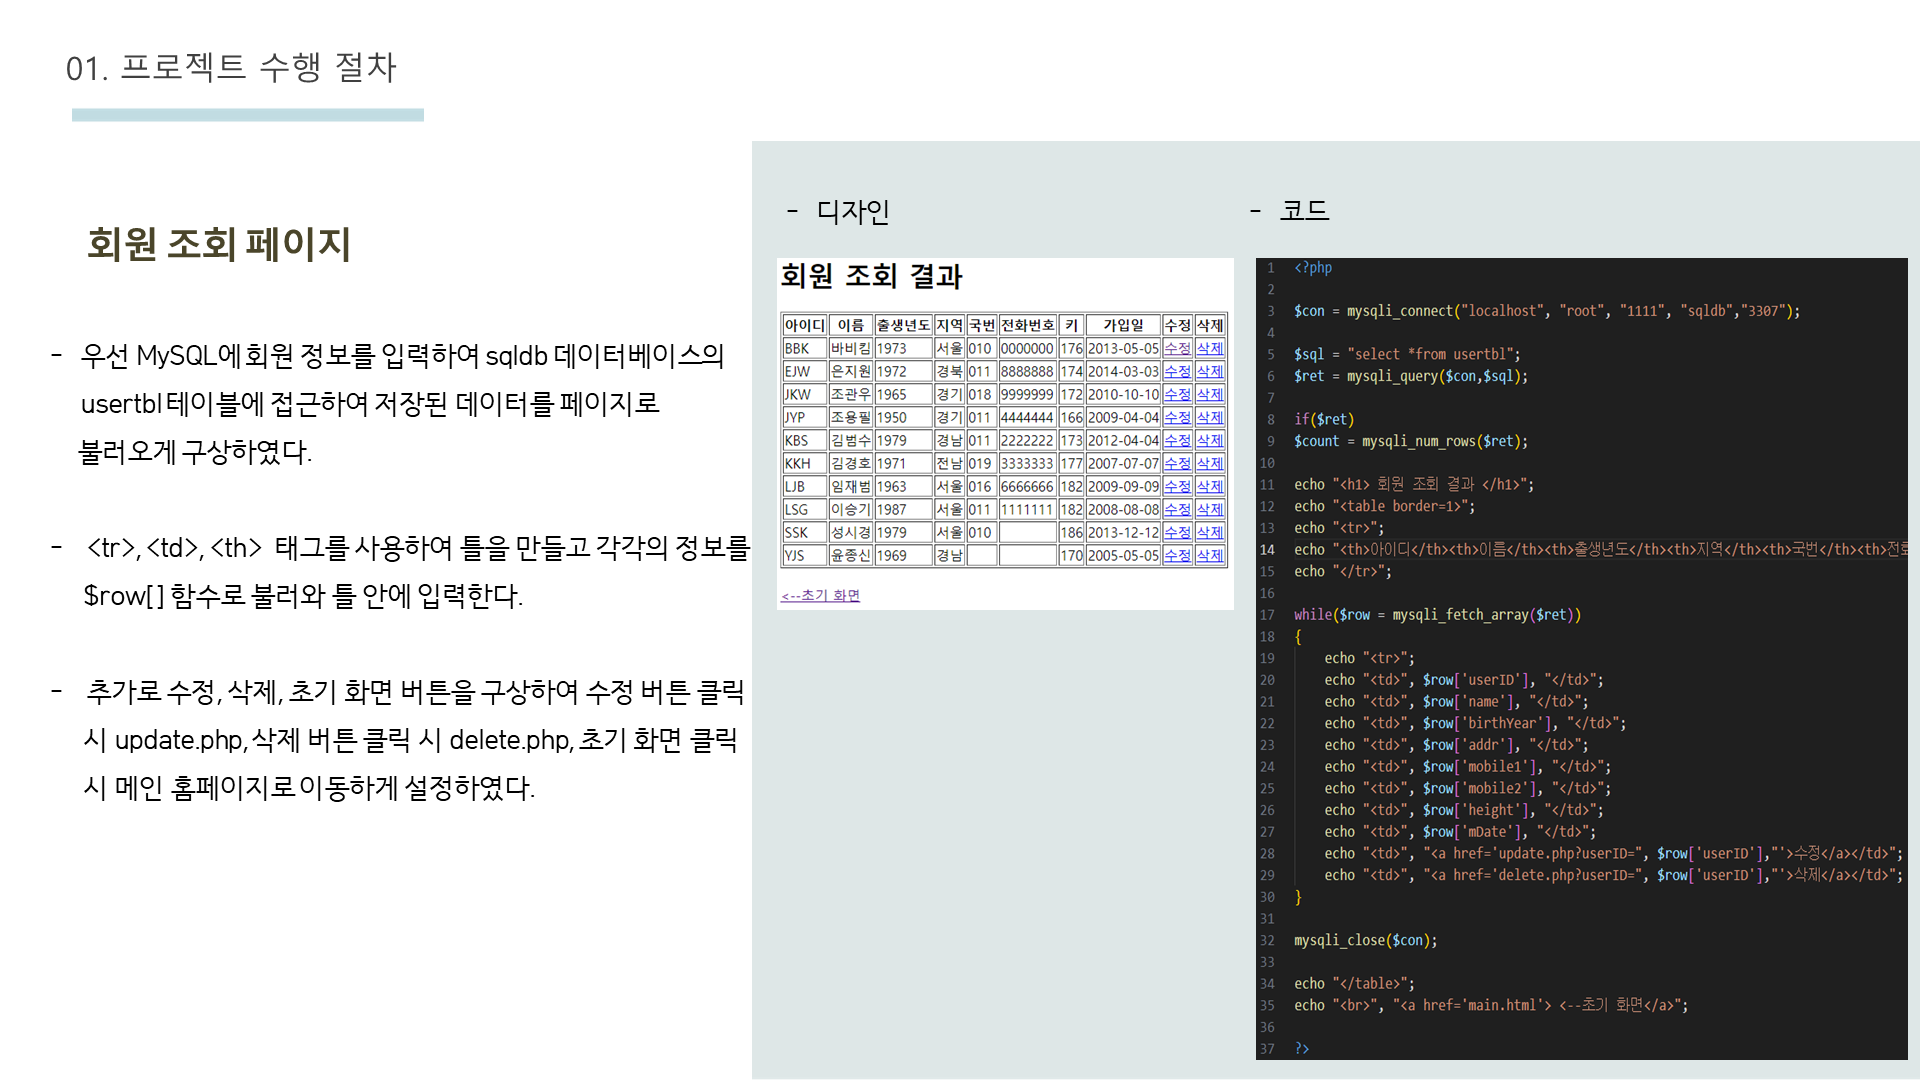 01. 프로젝트 수행 절차
회원 조회 페이지
- 우선 MySQL에 회원 정보를 입력하여 sqldb 데이터베이스의
usertbl테이블에 접근하여 저장된 데이터를 페이지로
불러오게 구상하였다.
- <tr>, <td>, <th> 태그를 사용하여 틀을 만들고 각각의 정보를
$row[ ] 함수로 불러와 틀 안에 입력한다.
- 추가로 수정, 삭제, 초기 화면 버튼을 구상하여 수정 버튼 클릭
시 update.php, 삭제 버튼 클릭 시 delete.php, 초기 화면 클릭
시 메인 홈페이지로 이동하게 설정하였다.
- 디자인
회원 조회 결과
아이디 이름 출생년도 지역 국번 전화번호 키 가입일 수정 삭제
BBK 바비킴 1973 서울 010 0000000 176 2013-05-05 수정 삭제
EJW 은지원 1972 경북 011 8888888 174 2014-03-03 수정 삭제
JKW 조관우 1965 경기 018 9999999 172 2010-10-10 수정 삭제
JYP 조용필 1950 경기 011 4444444 166 2009-04-04 수정 삭제
KBS 김범수 1979 경남 011 2222222 173 2012-04-04 수정 삭제
KKH 김경호 1971 전남 019 3333333 177 2007-07-07 수정 삭제
LJB 임재범 1963 서울 016 6666666 182 2009-09-09 수정 삭제
LSG 이승기 1987 서울 011 1111111 182 2008-08-08 수정 삭제
SSK 성시경 1979 서울 010 186 2013-12-12 수정 삭제
YJS 윤종신 1969 경남 170 2005-05-05 수정 삭제
<--초기 화면
- 코드
1 <?php
2
3 $con = mysqli_connect("localhost", "root", "1111", "sqldb","3307");
4
5 $sql = "select *from usertbl";
6 $ret = mysqli_query($con,$sql);
7
8 if($ret)
9 $count = mysqli_num_rows($ret);
10
11 echo "<h1> 회원 조회 결과 </h1>";
12 echo "<table border=1>";
13 echo "<tr>";
14 echo "<th>아이디</th><th>이름</th><th>출생년도</th><th>지역</th><th>국번</th><th>전화
15 echo "</tr>";
16
17 while($row = mysqli_fetch_array($ret))
18 {
19 echo "<tr>";
20 echo "<td>", $row['userID'], "</td>";
21 echo "<td>", $row['name'], "</td>";
22 echo "<td>", $row['birthYear'], "</td>";
23 echo "<td>", $row['addr'], "</td>";
24 echo "<td>", $row['mobile1'], "</td>";
25 echo "<td>", $row['mobile2'], "</td>";
26 echo "<td>", $row['height'], "</td>";
27 echo "<td>", $row['mDate'], "</td>";
28 echo "<td>", "<a href='update.php?userID=", $row['userID'],"'>수정</a></td>";
29 echo "<td>", "<a href='delete.php?userID=", $row['userID'],"'>삭제</a></td>";
30 }
31
32 mysqli_close($con);
33
34 echo "</table>";
35 echo "<br>", "<a href='main.html'> <--초기 화면</a>";
36
37 ?>